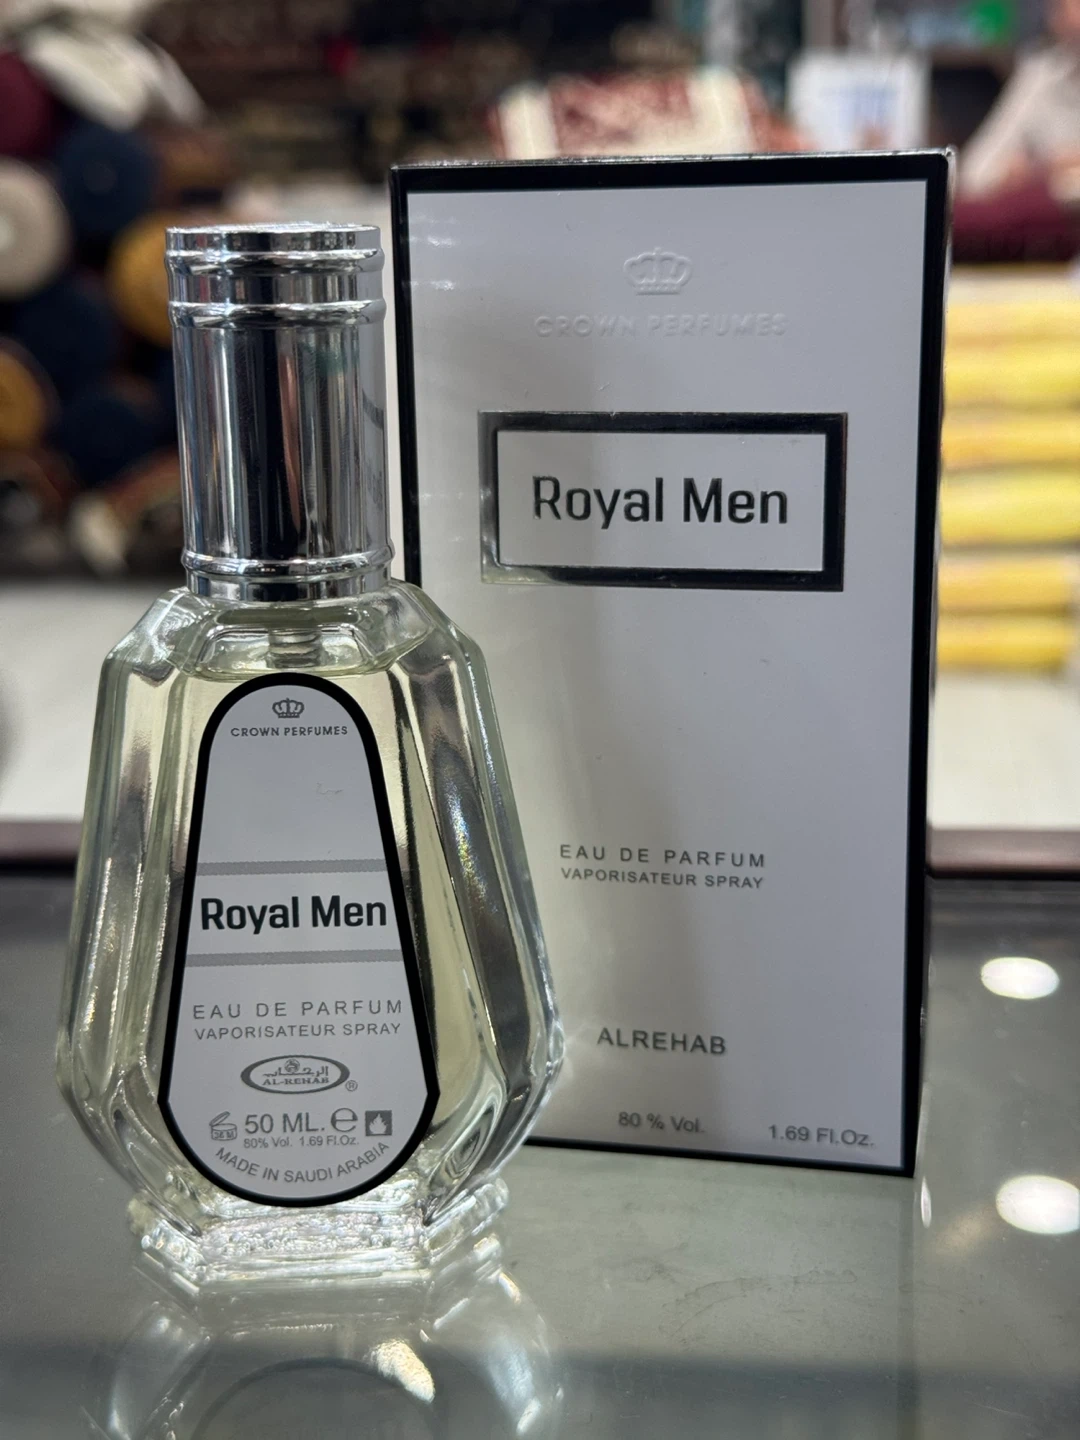 CROWN PERFUMES
Royal Men
EAU DE PARFUM
VAPORISATEUR SPRAY
ALREHAB
80 % Vol.
1.69 Fl.Oz.
CROWN PERFUMES
Royal Men
EAU DE PARFUM
VAPORISATEUR SPRAY
الرحاب
AL-REHAB ®
50 ML. ℮
80% Vol. 1.69 Fl.Oz.
MADE IN SAUDI ARABIA